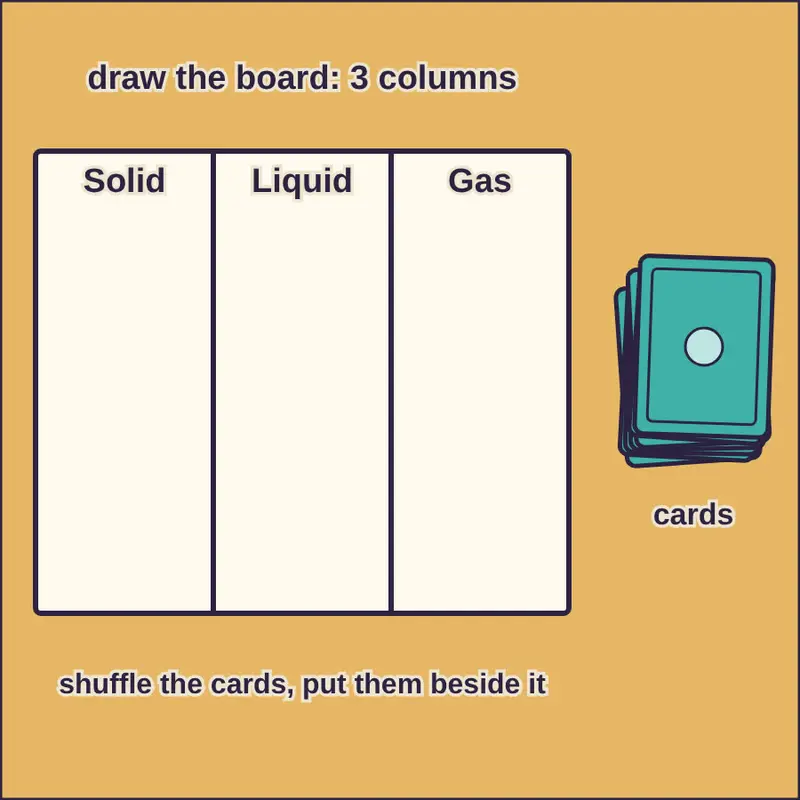 draw the board: 3 columns
Solid
Liquid
Gas
cards
shuffle the cards, put them beside it